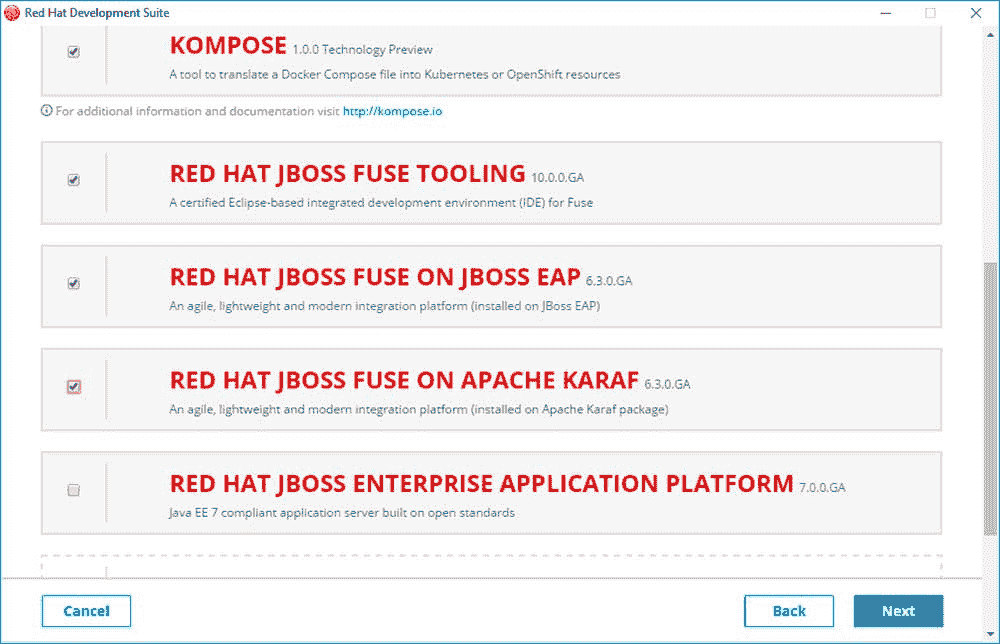 Red Hat Development Suite
KOMPOSE 1.0.0 Technology Preview
A tool to translate a Docker Compose file into Kubernetes or OpenShift resources
For additional information and documentation visit http://kompose.io
RED HAT JBOSS FUSE TOOLING 10.0.0.GA
A certified Eclipse-based integrated development environment (IDE) for Fuse
RED HAT JBOSS FUSE ON JBOSS EAP 6.3.0.GA
An agile, lightweight and modern integration platform (installed on JBoss EAP)
RED HAT JBOSS FUSE ON APACHE KARAF 6.3.0.GA
An agile, lightweight and modern integration platform (installed on Apache Karaf package)
RED HAT JBOSS ENTERPRISE APPLICATION PLATFORM 7.0.0.GA
Java EE 7 compliant application server built on open standards
Cancel Back Next